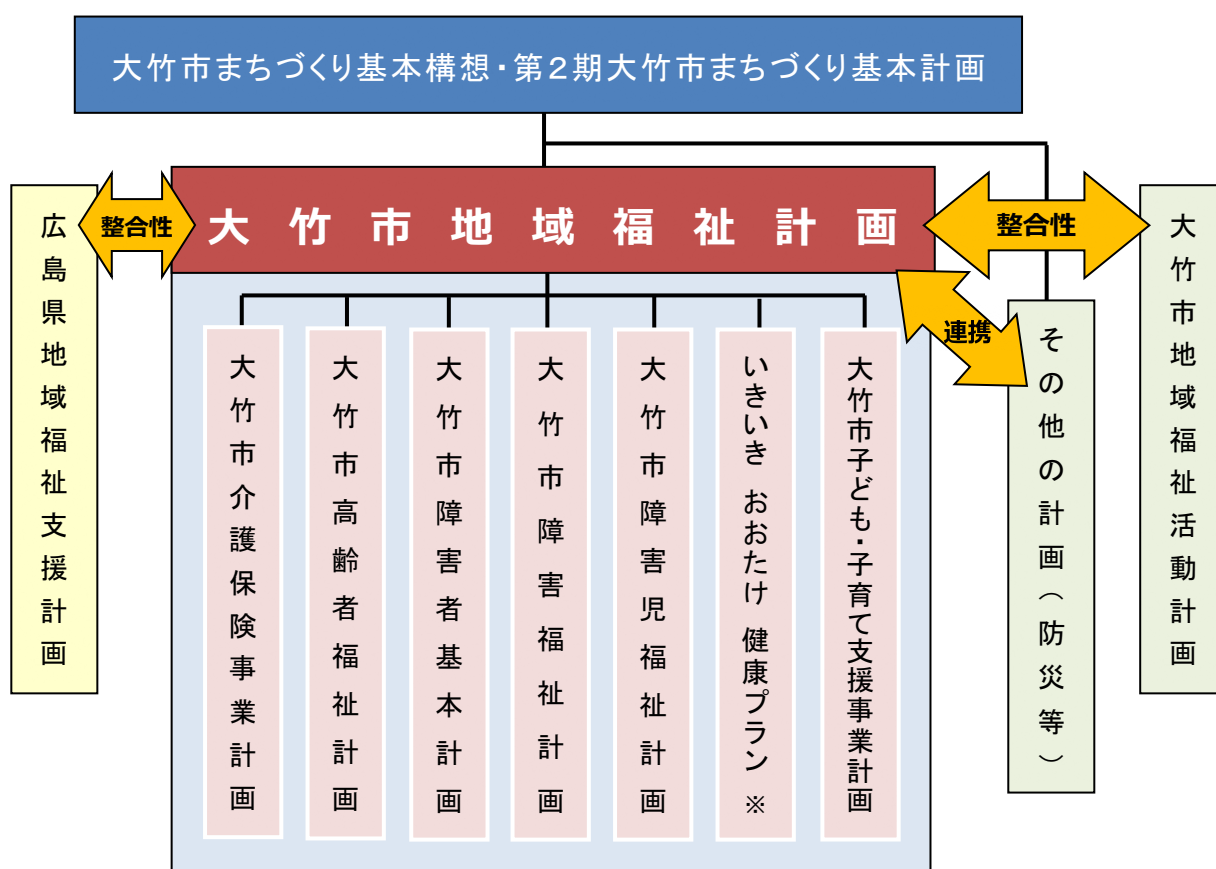 大竹市まちづくり基本構想・第2期大竹市まちづくり基本計画
広島県地域福祉支援計画
整合性
大竹市地域福祉計画
整合性
大竹市地域福祉活動計画
連携
その他の計画(防災等)
大竹市介護保険事業計画
大竹市高齢者福祉計画
大竹市障害者基本計画
大竹市障害福祉計画
大竹市障害児福祉計画
いきいき おおたけ 健康プラン ※
大竹市子ども・子育て支援事業計画